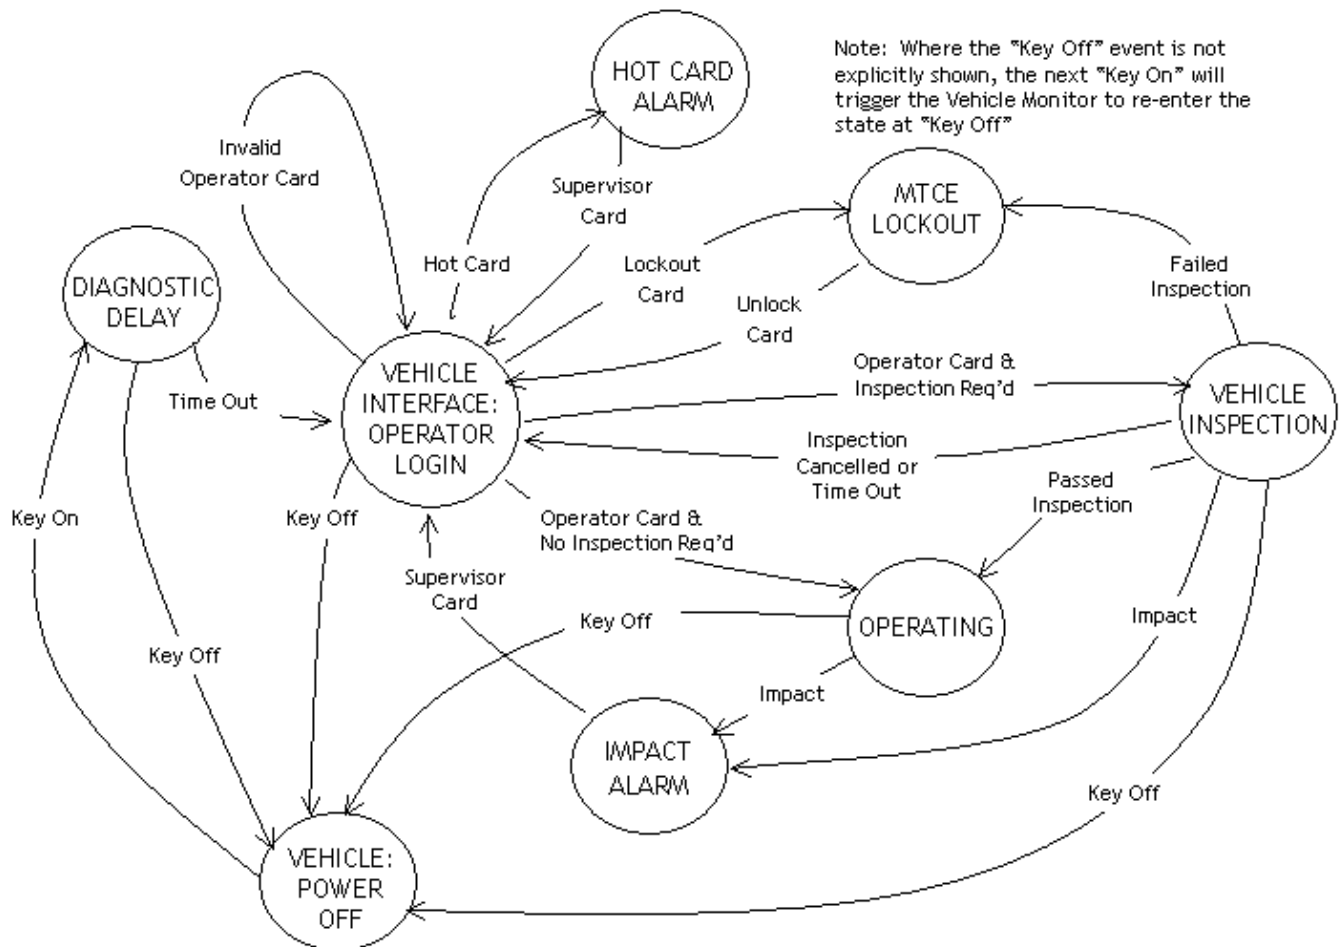 Note: Where the "Key Off" event is not
explicitly shown, the next "Key On" will
trigger the Vehicle Monitor to re-enter the
state at "Key Off"
HOT CARD
ALARM
Invalid
Operator Card
Supervisor
Card
MTCE
LOCKOUT
Hot Card
Lockout
Card
Failed
Inspection
DIAGNOSTIC
DELAY
Unlock
Card
Time Out
VEHICLE
INTERFACE:
OPERATOR
LOGIN
Operator Card &
Inspection Req'd
VEHICLE
INSPECTION
Inspection
Cancelled or
Time Out
Passed
Inspection
Key On
Key Off
Operator Card &
No Inspection Req'd
Supervisor
Card
Key Off
OPERATING
Impact
Key Off
Impact
IMPACT
ALARM
Key Off
VEHICLE:
POWER
OFF